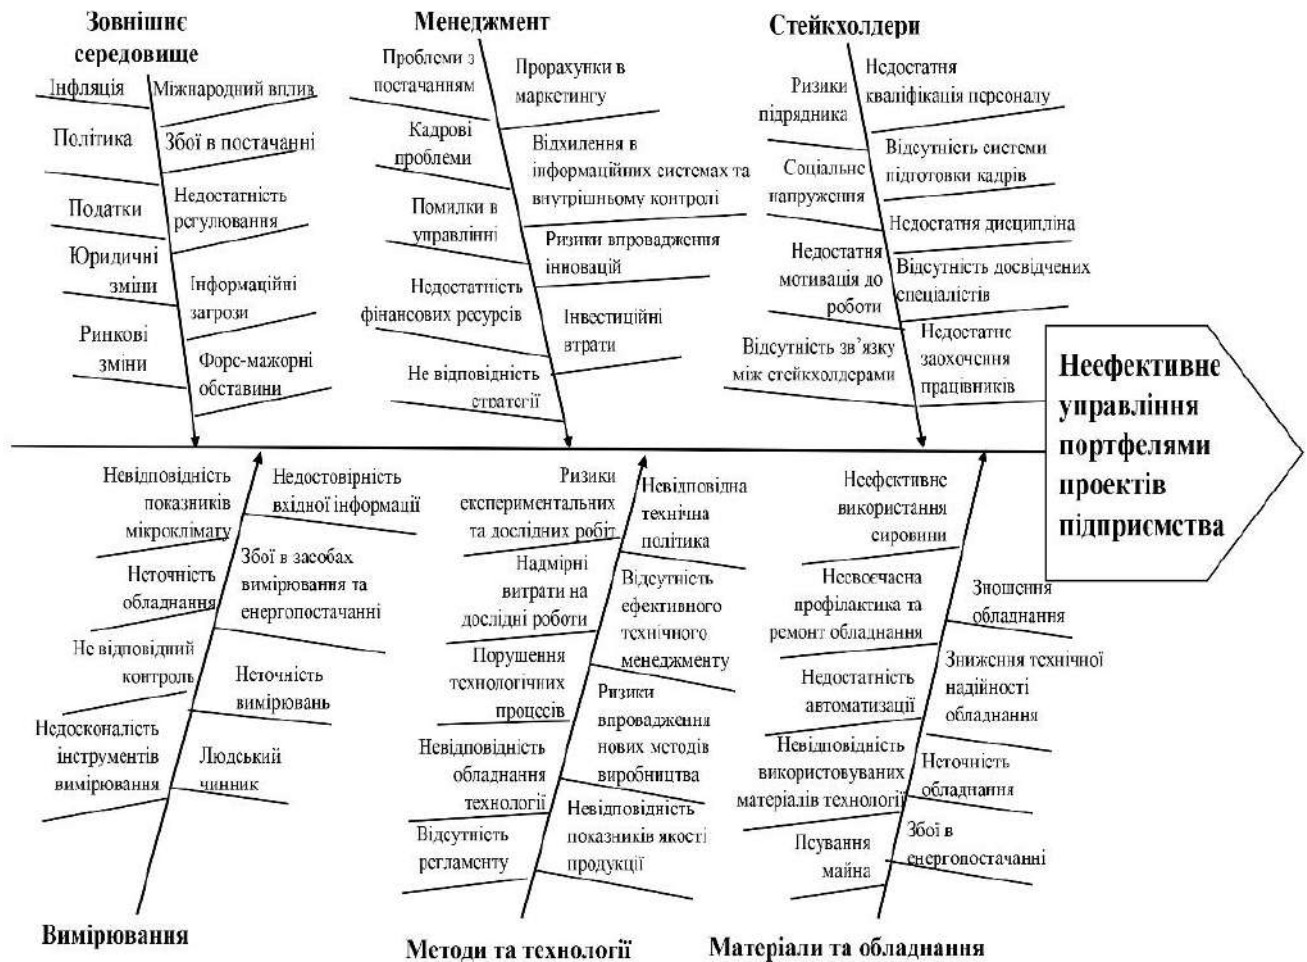 Зовнішнє
середовище
Інфляція
Міжнародний вплив
Політика
Збої в постачанні
Податки
Недостатність
регулювання
Юридичні
зміни
Інформаційні
загрози
Ринкові
зміни
Форс-мажорні
обставини
Менеджмент
Проблеми з
постачанням
Прорахунки в
маркетингу
Кадрові
проблеми
Відхилення в
інформаційних системах та
внутрішньому контролі
Помилки в
управлінні
Ризики впровадження
інновацій
Недостатність
фінансових ресурсів
Інвестиційні
втрати
Не відповідність
стратегії
Стейкхолдери
Недостатня
кваліфікація персоналу
Ризики
підрядника
Відсутність системи
підготовки кадрів
Соціальне
напруження
Недостатня дисципліна
Недостатня
мотивація до
роботи
Відсутність досвідчених
спеціалістів
Відсутність зв’язку
між стейкхолдерами
Недостатнє
заохочення
працівників
Неефективне
управління
портфелями
проектів
підприємства
Невідповідність
показників
мікроклімату
Недостовірність
вхідної інформації
Неточність
обладнання
Збої в засобах
вимірювання та
енергопостачанні
Не відповідний
контроль
Неточність
вимірювань
Недосконалість
інструментів
вимірювання
Людський
чинник
Вимірювання
Ризики
експериментальних
та дослідних робіт
Невідповідна
технічна
політика
Надмірні
витрати на
дослідні роботи
Відсутність
ефективного
технічного
менеджменту
Порушення
технологічних
процесів
Ризики
впровадження
нових методів
виробництва
Невідповідність
обладнання
технології
Невідповідність
показників якості
продукції
Відсутність
регламенту
Методи та технології
Неефективне
використання
сировини
Зношення
обладнання
Несвоєчасна
профілактика та
ремонт обладнання
Зниження технічної
надійності
обладнання
Недостатність
автоматизації
Невідповідність
використовуваних
матеріалів технології
Неточність
обладнання
Псування
майна
Збої в
енергопостачанні
Матеріали та обладнання